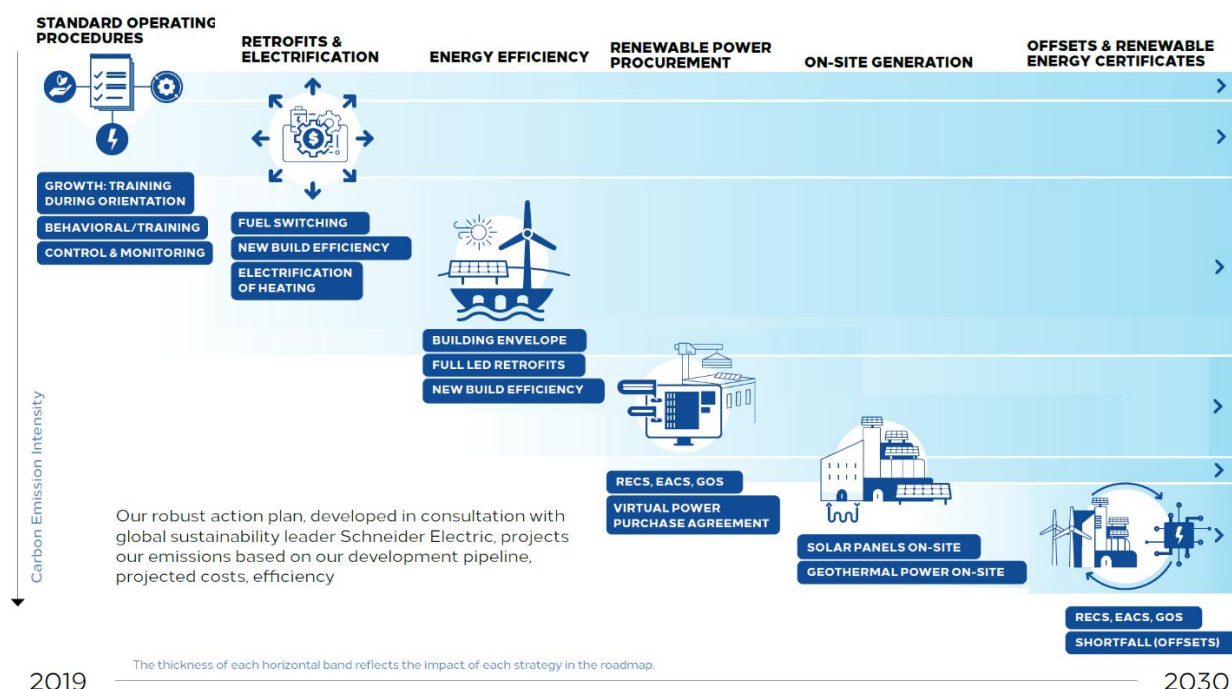 STANDARD OPERATING
PROCEDURES
RETROFITS &
ELECTRIFICATION
ENERGY EFFICIENCY
RENEWABLE POWER
PROCUREMENT
ON-SITE GENERATION
OFFSETS & RENEWABLE
ENERGY CERTIFICATES
$
GROWTH: TRAINING
DURING ORIENTATION
BEHAVIORAL/TRAINING
CONTROL & MONITORING
FUEL SWITCHING
NEW BUILD EFFICIENCY
ELECTRIFICATION
OF HEATING
BUILDING ENVELOPE
FULL LED RETROFITS
NEW BUILD EFFICIENCY
RECS, EACS, GOS
VIRTUAL POWER
PURCHASE AGREEMENT
SOLAR PANELS ON-SITE
GEOTHERMAL POWER ON-SITE
RECS, EACS, GOS
SHORTFALL (OFFSETS)
Carbon Emission Intensity
Our robust action plan, developed in consultation with
global sustainability leader Schneider Electric, projects
our emissions based on our development pipeline,
projected costs, efficiency
The thickness of each horizontal band reflects the impact of each strategy in the roadmap.
2019
2030